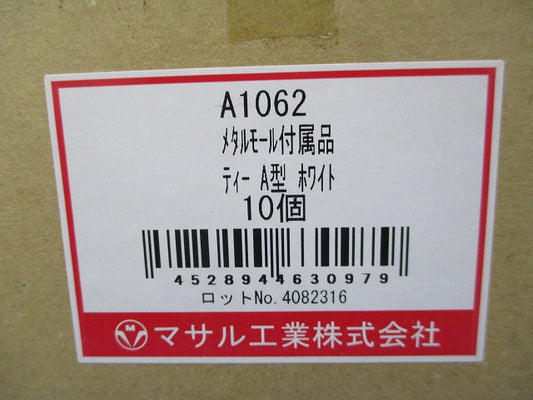 A1062
ﾒﾀﾙﾓｰﾙ付属品
ﾃｨｰ A型 ﾎﾜｲﾄ
10個
4528944630979
ロットNo.4082316
M マサル工業株式会社